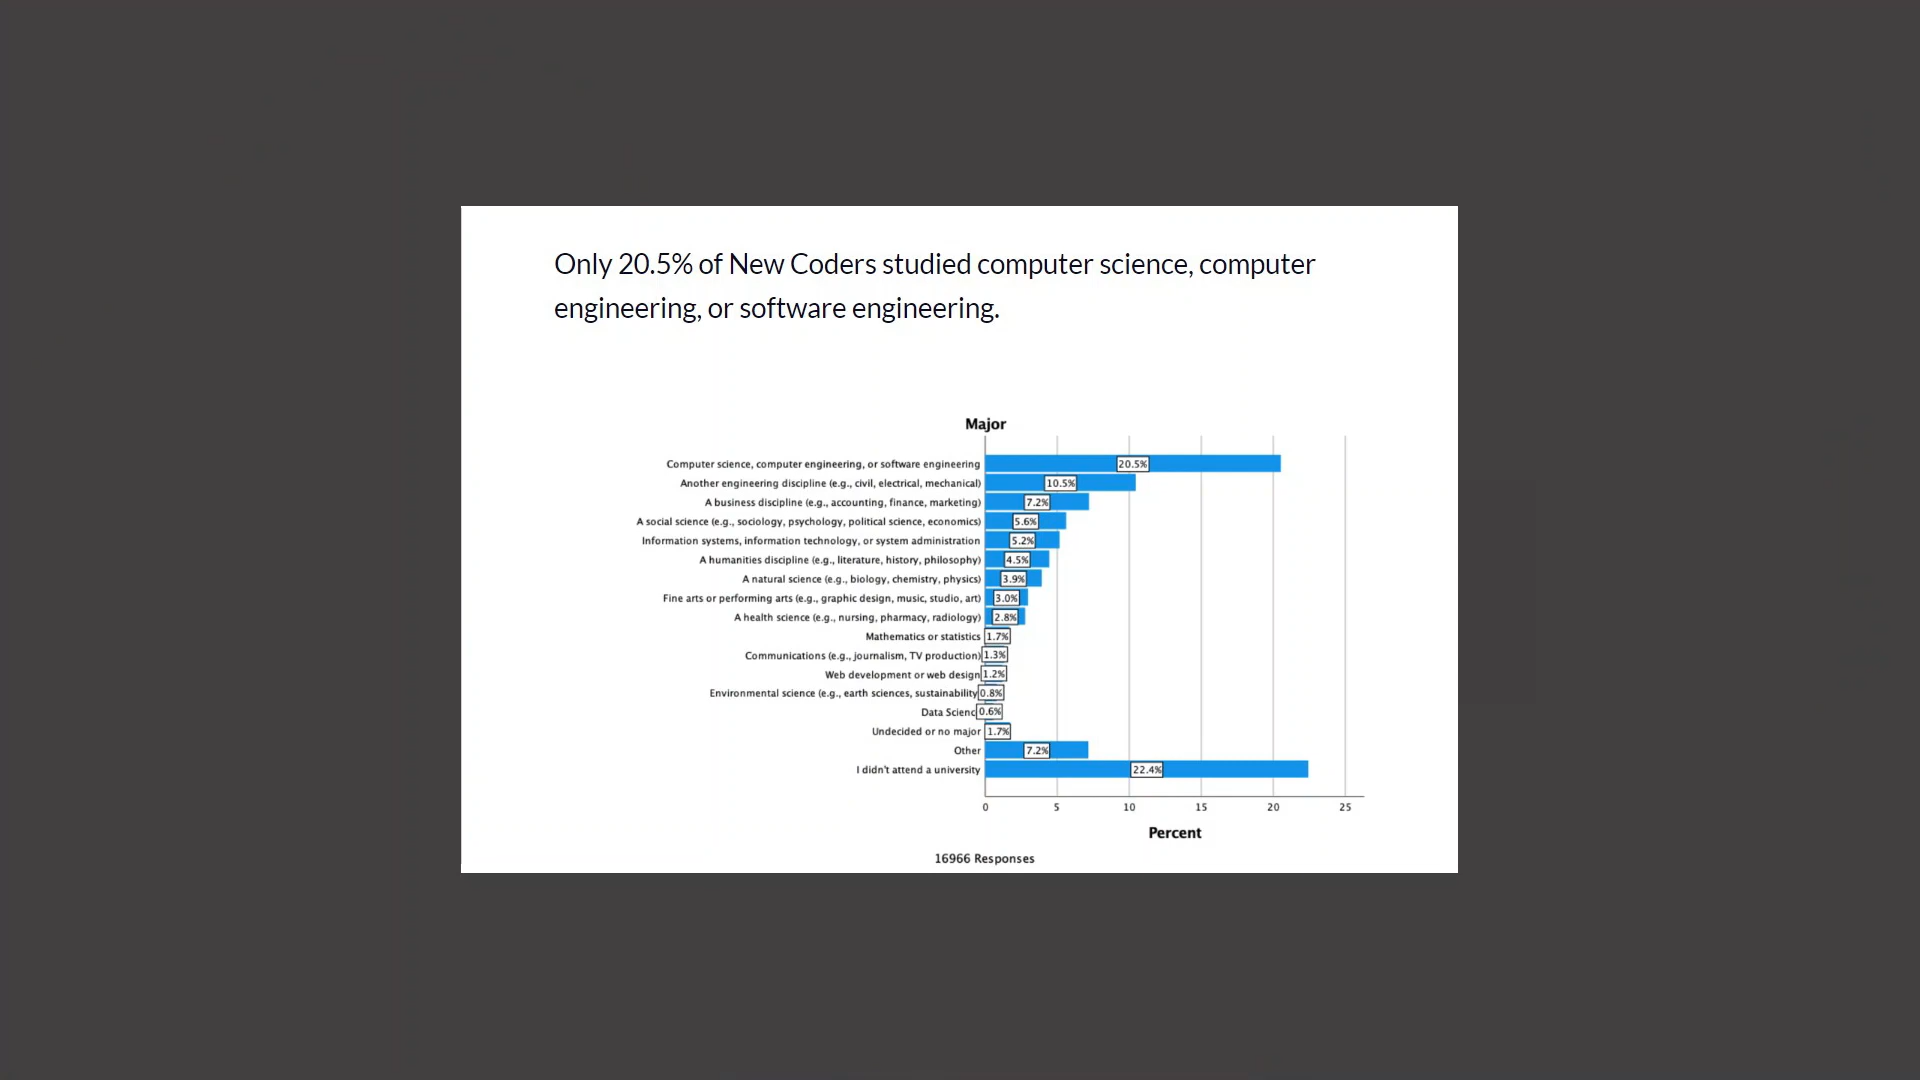 Only 20.5% of New Coders studied computer science, computer
engineering, or software engineering.
Major
Computer science, computer engineering, or software engineering 20.5%
Another engineering discipline (e.g., civil, electrical, mechanical) 10.5%
A business discipline (e.g., accounting, finance, marketing) 7.2%
A social science (e.g., sociology, psychology, political science, economics) 5.6%
Information systems, information technology, or system administration 5.2%
A humanities discipline (e.g., literature, history, philosophy) 4.5%
A natural science (e.g., biology, chemistry, physics) 3.9%
Fine arts or performing arts (e.g., graphic design, music, studio, art) 3.0%
A health science (e.g., nursing, pharmacy, radiology) 2.8%
Mathematics or statistics 1.7%
Communications (e.g., journalism, TV production) 1.3%
Web development or web design 1.2%
Environmental science (e.g., earth sciences, sustainability 0.8%
Data Scienc 0.6%
Undecided or no major 1.7%
Other 7.2%
I didn't attend a university 22.4%
0 5 10 15 20 25
Percent
16966 Responses